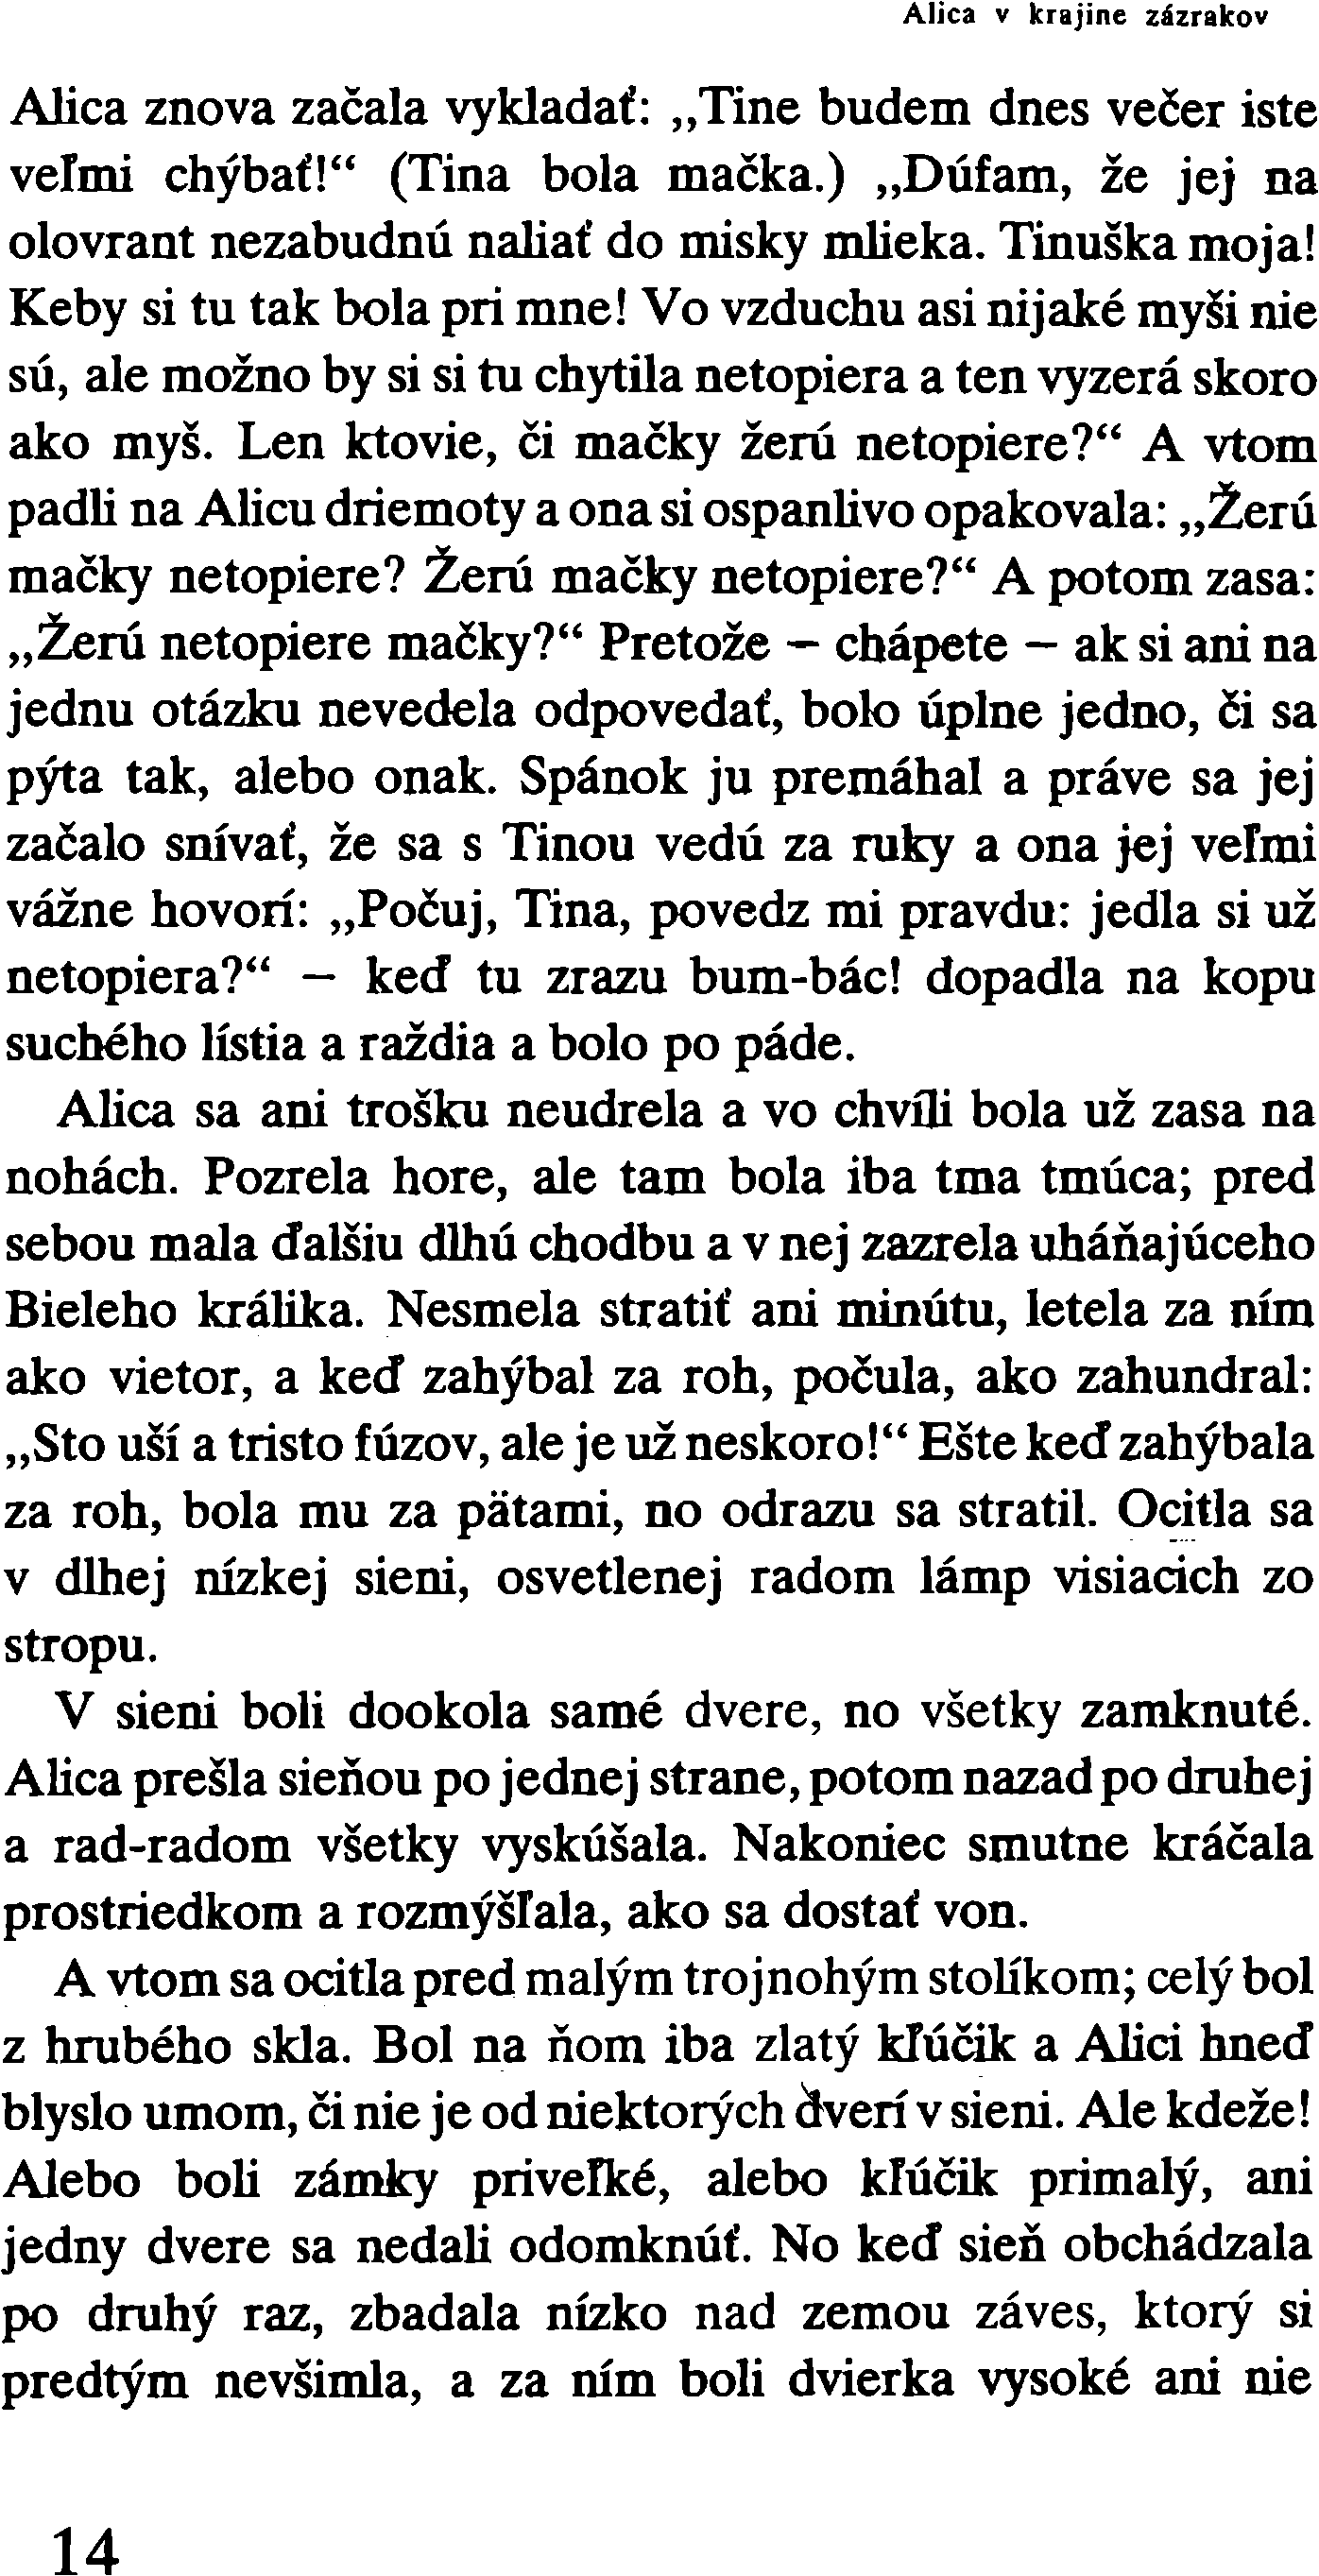 Alica v krajine zázrakov
Alica znova začala vykladať: „Tine budem dnes večer iste
veľmi chýbať!“ (Tina bola mačka.) „Dúfam, že jej na
olovrant nezabudnú naliať do misky mlieka. Tinuška moja!
Keby si tu tak bola pri mne! Vo vzduchu asi nijaké myši nie
sú, ale možno by si si tu chytila netopiera a ten vyzerá skoro
ako myš. Len ktovie, či mačky žerú netopiere?“ A vtom
padli na Alicu driemoty a ona si ospanlivo opakovala: „Žerú
mačky netopiere? Žerú mačky netopiere?“ A potom zasa:
„Žerú netopiere mačky?“ Pretože – chápete – ak si ani na
jednu otázku nevedela odpovedať, bolo úplne jedno, či sa
pýta tak, alebo onak. Spánok ju premáhal a práve sa jej
začalo snívať, že sa s Tinou vedú za ruky a ona jej veľmi
vážne hovorí: „Počuj, Tina, povedz mi pravdu: jedla si už
netopiera?“ – keď tu zrazu bum-bác! dopadla na kopu
suchého lístia a raždia a bolo po páde.
Alica sa ani trošku neudrela a vo chvíli bola už zasa na
nohách. Pozrela hore, ale tam bola iba tma tmúca; pred
sebou mala ďalšiu dlhú chodbu a v nej zazrela uháňajúceho
Bieleho králika. Nesmela stratiť ani minútu, letela za ním
ako vietor, a keď zahýbal za roh, počula, ako zahundral:
„Sto uší a tristo fúzov, ale je už neskoro!“ Ešte keď zahýbala
za roh, bola mu za pätami, no odrazu sa stratil. Ocitla sa
v dlhej nízkej sieni, osvetlenej radom lámp visiacich zo
stropu.
V sieni boli dookola samé dvere, no všetky zamknuté.
Alica prešla sieňou po jednej strane, potom nazad po druhej
a rad-radom všetky vyskúšala. Nakoniec smutne kráčala
prostriedkom a rozmýšľala, ako sa dostať von.
A vtom sa ocitla pred malým trojnohým stolíkom; celý bol
z hrubého skla. Bol na ňom iba zlatý kľúčik a Alici hneď
blyslo umom, či nie je od niektorých dverí v sieni. Ale kdeže!
Alebo boli zámky priveľké, alebo kľúčik primalý, ani
jedny dvere sa nedali odomknúť. No keď sieň obchádzala
po druhý raz, zbadala nízko nad zemou záves, ktorý si
predtým nevšimla, a za ním boli dvierka vysoké ani nie
14